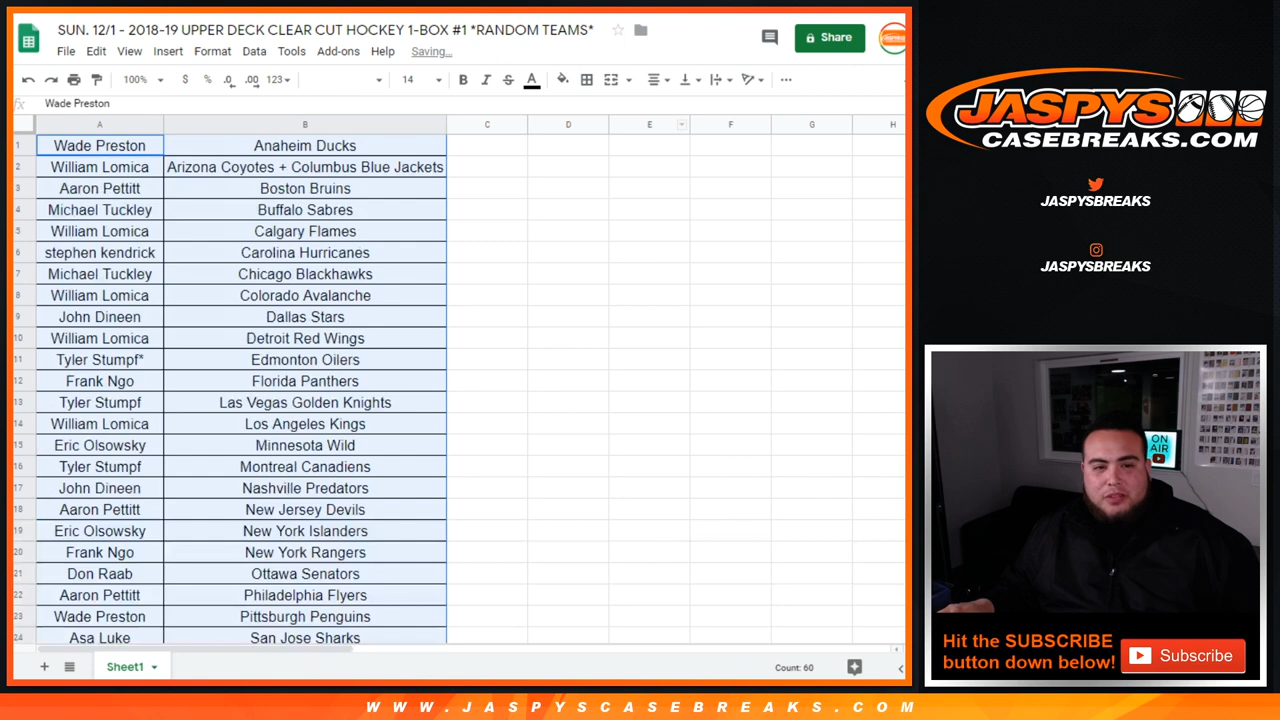 SUN. 12/1 - 2018-19 UPPER DECK CLEAR CUT HOCKEY 1-BOX #1 *RANDOM TEAMS*
File Edit View Insert Format Data Tools Add-ons Help Saving...
Share
100% $ % .0 .00 123 14 B I S A
fx Wade Preston
A B C D E F G H
1 Wade Preston Anaheim Ducks
2 William Lomica Arizona Coyotes + Columbus Blue Jackets
3 Aaron Pettitt Boston Bruins
4 Michael Tuckley Buffalo Sabres
5 William Lomica Calgary Flames
6 stephen kendrick Carolina Hurricanes
7 Michael Tuckley Chicago Blackhawks
8 William Lomica Colorado Avalanche
9 John Dineen Dallas Stars
10 William Lomica Detroit Red Wings
11 Tyler Stumpf* Edmonton Oilers
12 Frank Ngo Florida Panthers
13 Tyler Stumpf Las Vegas Golden Knights
14 William Lomica Los Angeles Kings
15 Eric Olsowsky Minnesota Wild
16 Tyler Stumpf Montreal Canadiens
17 John Dineen Nashville Predators
18 Aaron Pettitt New Jersey Devils
19 Eric Olsowsky New York Islanders
20 Frank Ngo New York Rangers
21 Don Raab Ottawa Senators
22 Aaron Pettitt Philadelphia Flyers
23 Wade Preston Pittsburgh Penguins
24 Asa Luke San Jose Sharks
Sheet1
Count: 60
JASPYS
CASEBREAKS.COM
JASPYSBREAKS
JASPYSBREAKS
ON
AIR
Hit the SUBSCRIBE
button down below!
Subscribe
WWW.JASPYSCASEBREAKS.COM